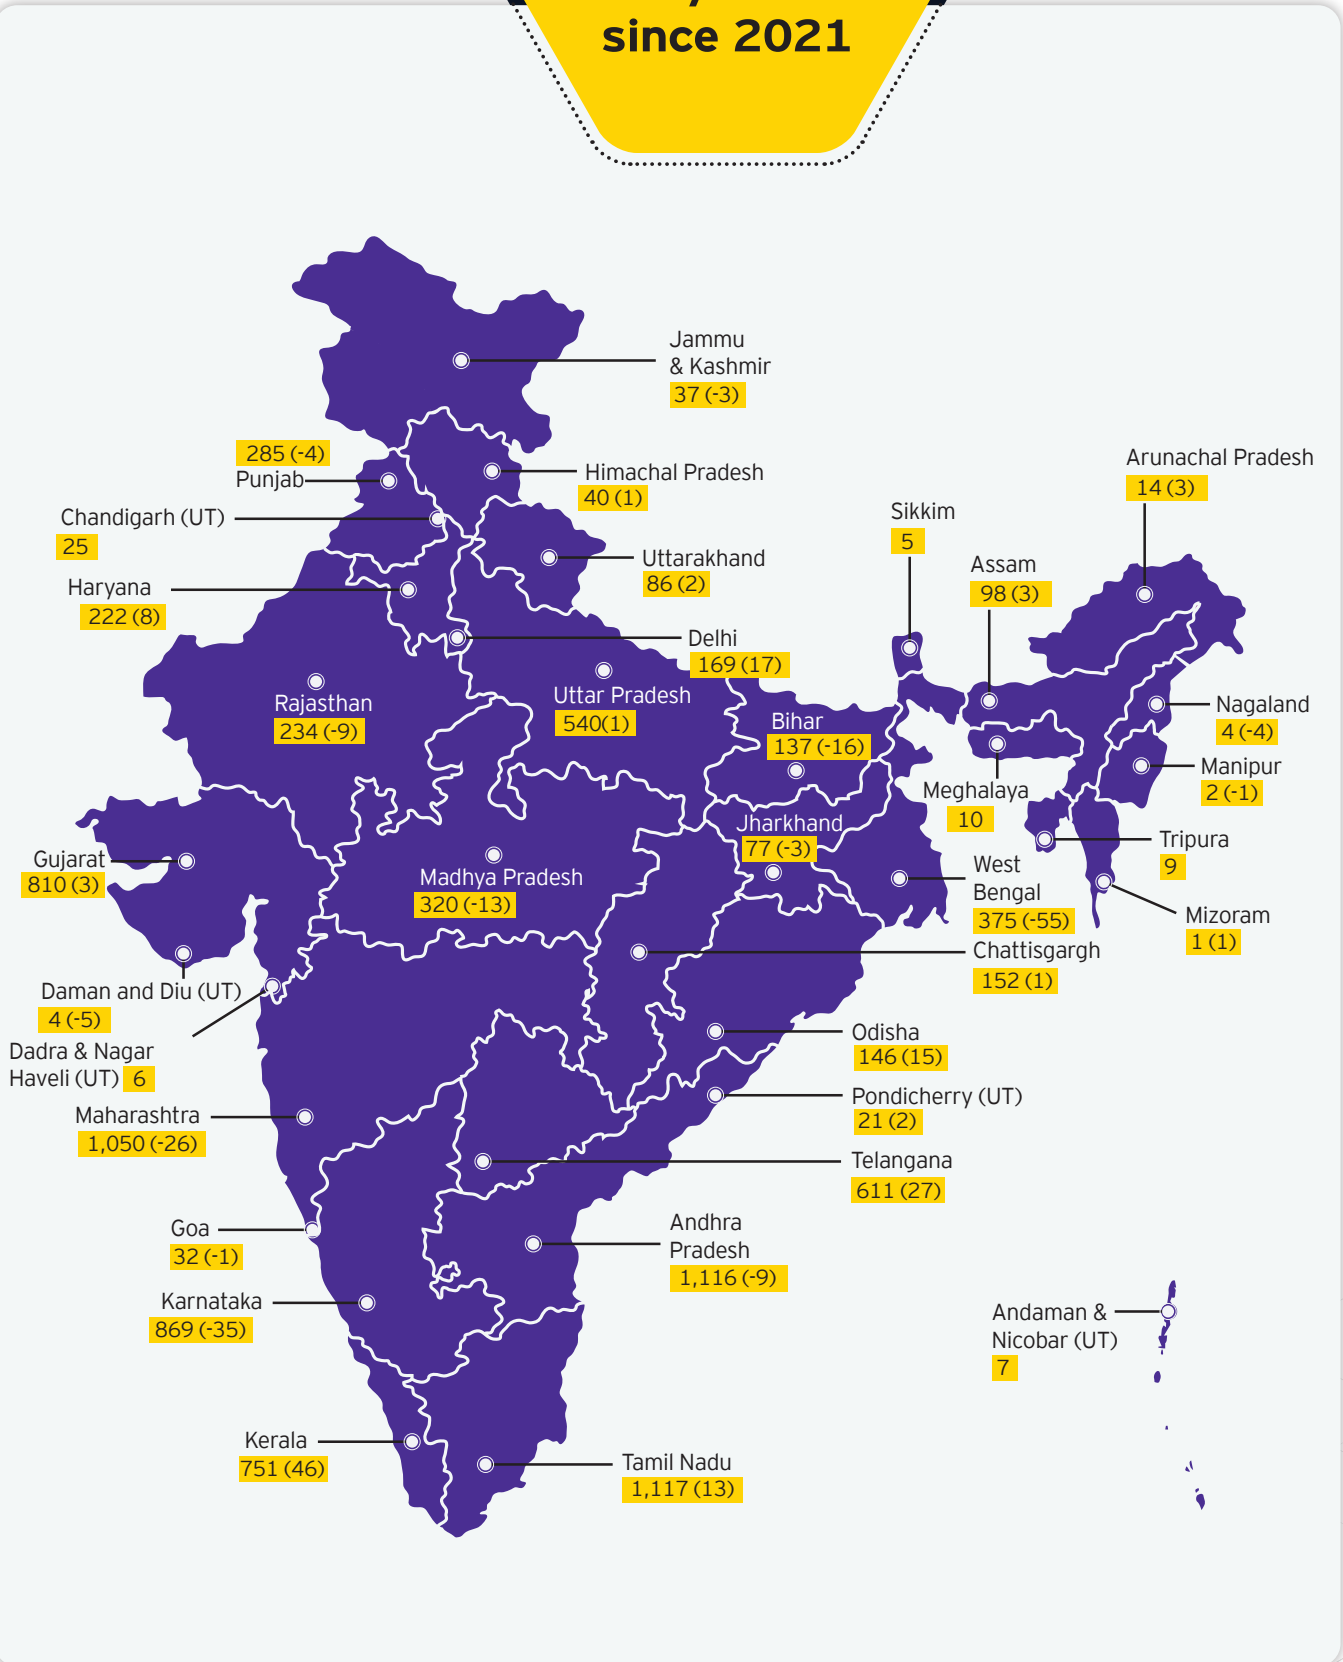 since 2021
Jammu
& Kashmir
37 (-3)
285 (-4)
Punjab
Himachal Pradesh
40 (1)
Arunachal Pradesh
14 (3)
Chandigarh (UT)
25
Sikkim
5
Uttarakhand
86 (2)
Assam
98 (3)
Haryana
222 (8)
Delhi
169 (17)
Rajasthan
234 (-9)
Uttar Pradesh
540(1)
Bihar
137 (-16)
Nagaland
4 (-4)
Manipur
2 (-1)
Meghalaya
10
Jharkhand
77 (-3)
Tripura
9
Gujarat
810 (3)
Madhya Pradesh
320 (-13)
West
Bengal
375 (-55)
Mizoram
1 (1)
Chattisgargh
152 (1)
Daman and Diu (UT)
4 (-5)
Dadra & Nagar
Haveli (UT) 6
Odisha
146 (15)
Pondicherry (UT)
21 (2)
Maharashtra
1,050 (-26)
Telangana
611 (27)
Goa
32 (-1)
Andhra
Pradesh
1,116 (-9)
Karnataka
869 (-35)
Andaman &
Nicobar (UT)
7
Kerala
751 (46)
Tamil Nadu
1,117 (13)